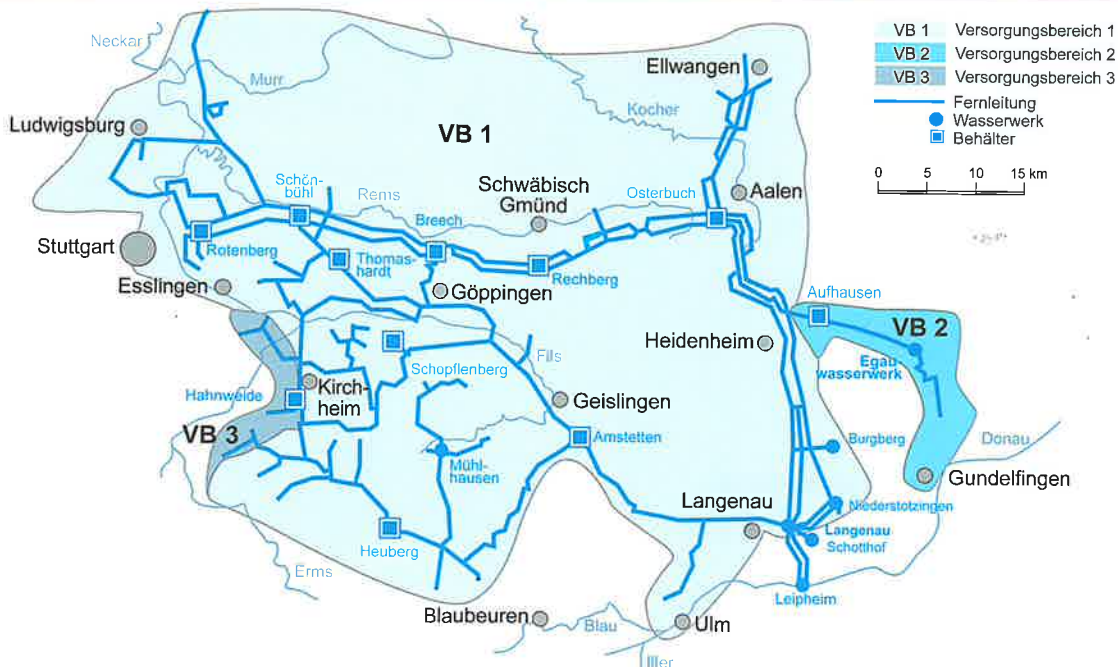 VB 1 Versorgungsbereich 1
VB 2 Versorgungsbereich 2
VB 3 Versorgungsbereich 3
Fernleitung
Wasserwerk
Behälter
0 5 10 15 km
Neckar
Murr
Ellwangen
Kocher
Ludwigsburg
VB 1
Schön-
bühl
Rems
Schwäbisch
Gmünd
Osterbuch
Aalen
Breech
Stuttgart
Rotenberg
Thomas-
hardt
Rechberg
Esslingen
Göppingen
Aufhausen
VB 2
Heidenheim
Egau-
wasserwerk
Fils
Schopflenberg
Kirch-
heim
Hahnweide
Geislingen
VB 3
Amstetten
Burgberg
Donau
Mühl-
hausen
Gundelfingen
Langenau
Niederstotzingen
Langenau
Schotthof
Heuberg
Erms
Leipheim
Blaubeuren
Blau
Ulm
Iller